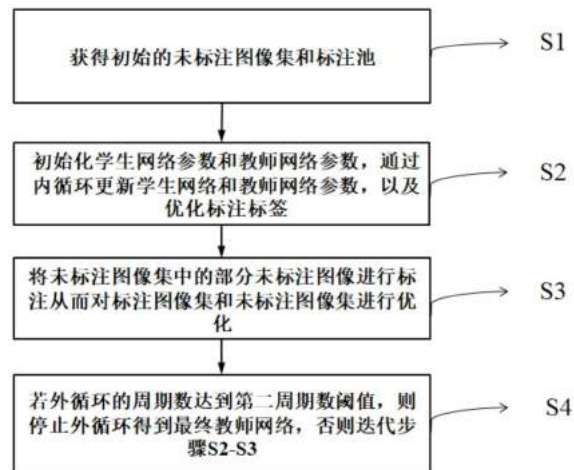 获得初始的未标注图像集和标注池
S1
初始化学生网络参数和教师网络参数，通过
内循环更新学生网络和教师网络参数，以及
优化标注标签
S2
将未标注图像集中的部分未标注图像进行标
注从而对标注图像集和未标注图像集进行优
化
S3
若外循环的周期数达到第二周期数阈值，则
停止外循环得到最终教师网络，否则迭代步
骤S2-S3
S4